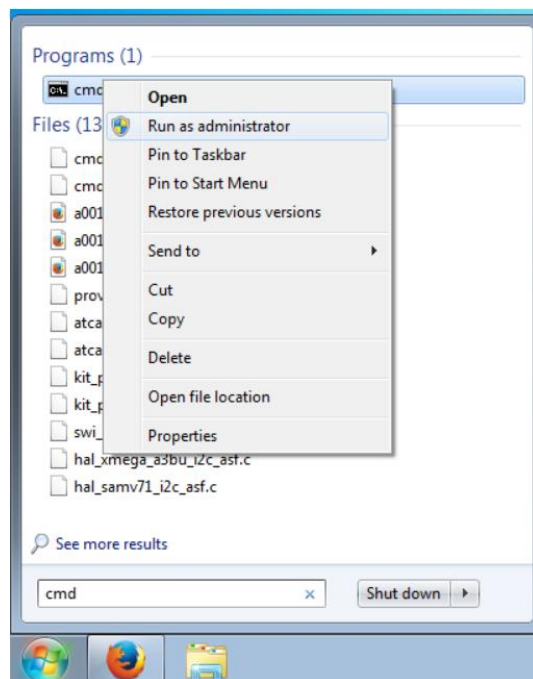 Programs (1)
cmd
Open
Files (13
Run as administrator
cmd
Pin to Taskbar
cmd
Pin to Start Menu
a001
Restore previous versions
a001
a001
Send to
prov
Cut
atca
Copy
atca
Delete
kit_p
kit_p
Open file location
swi_
Properties
hal_xmega_a3bu_i2c_asf.c
hal_samv71_i2c_asf.c
See more results
cmd
Shut down